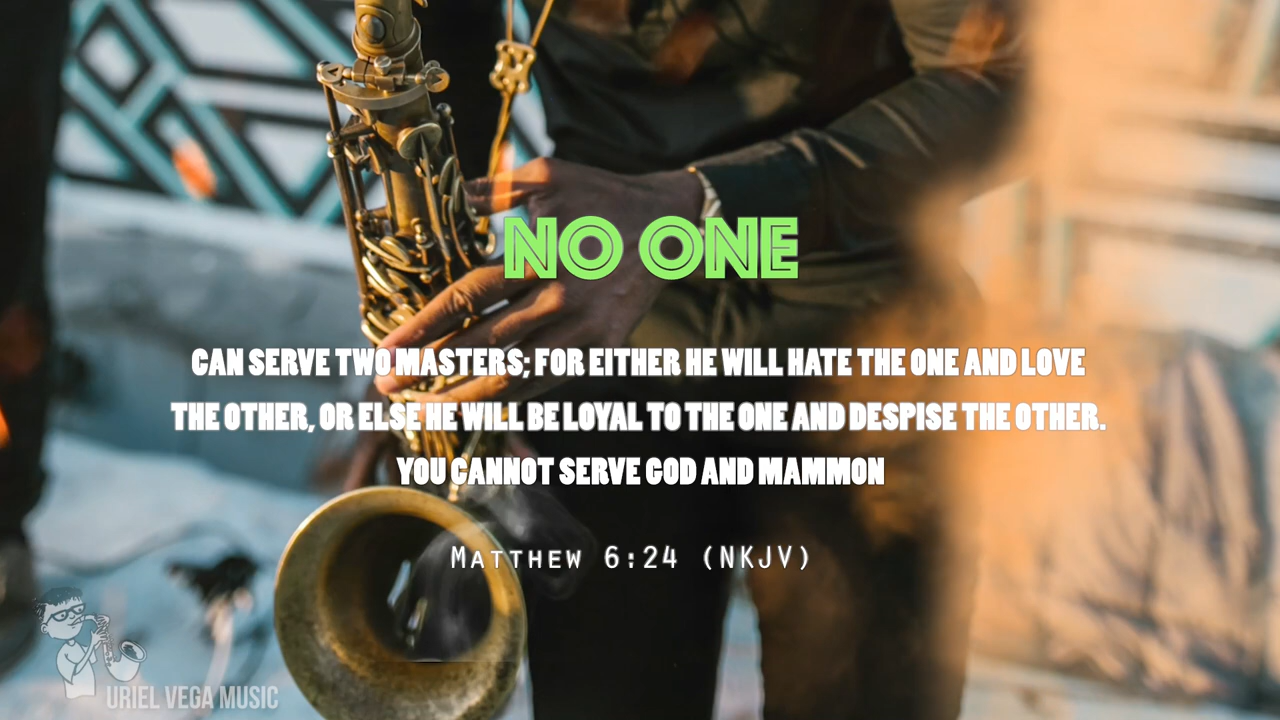 NO ONE
CAN SERVE TWO MASTERS; FOR EITHER HE WILL HATE THE ONE AND LOVE
THE OTHER, OR ELSE HE WILL BE LOYAL TO THE ONE AND DESPISE THE OTHER.
YOU CANNOT SERVE GOD AND MAMMON
Matthew 6:24 (NKJV)
URIEL VEGA MUSIC